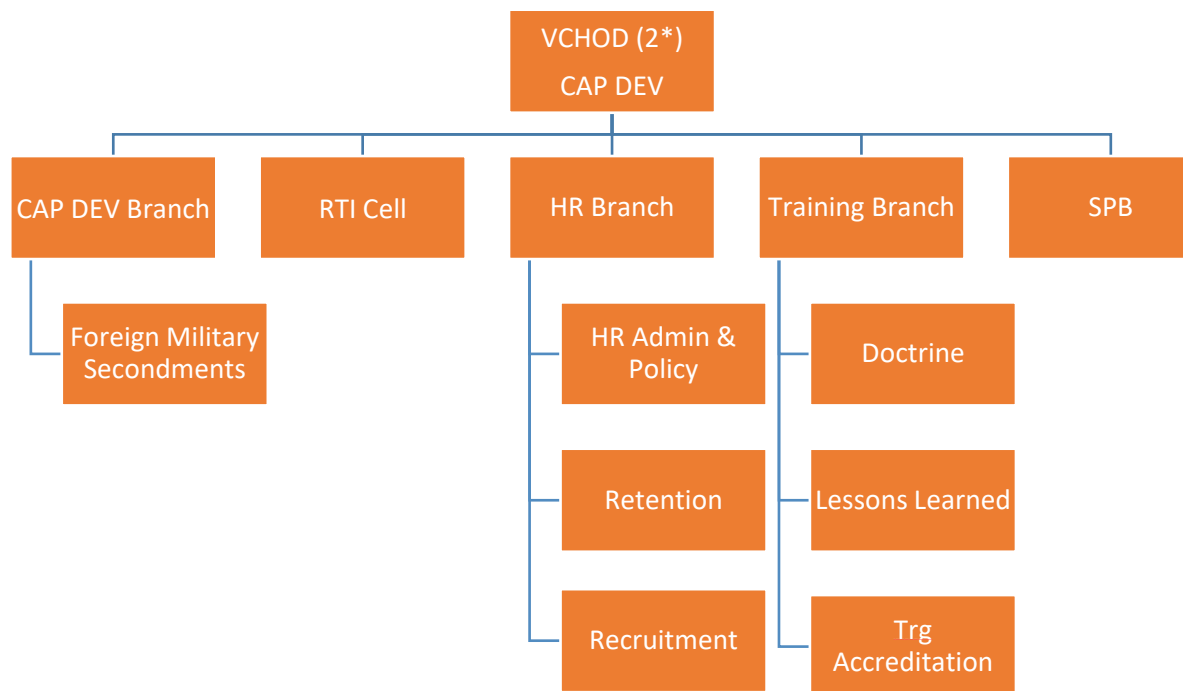 VCHOD (2*)
CAP DEV
CAP DEV Branch
RTI Cell
HR Branch
Training Branch
SPB
Foreign Military
Secondments
HR Admin &
Policy
Doctrine
Retention
Lessons Learned
Recruitment
Trg
Accreditation